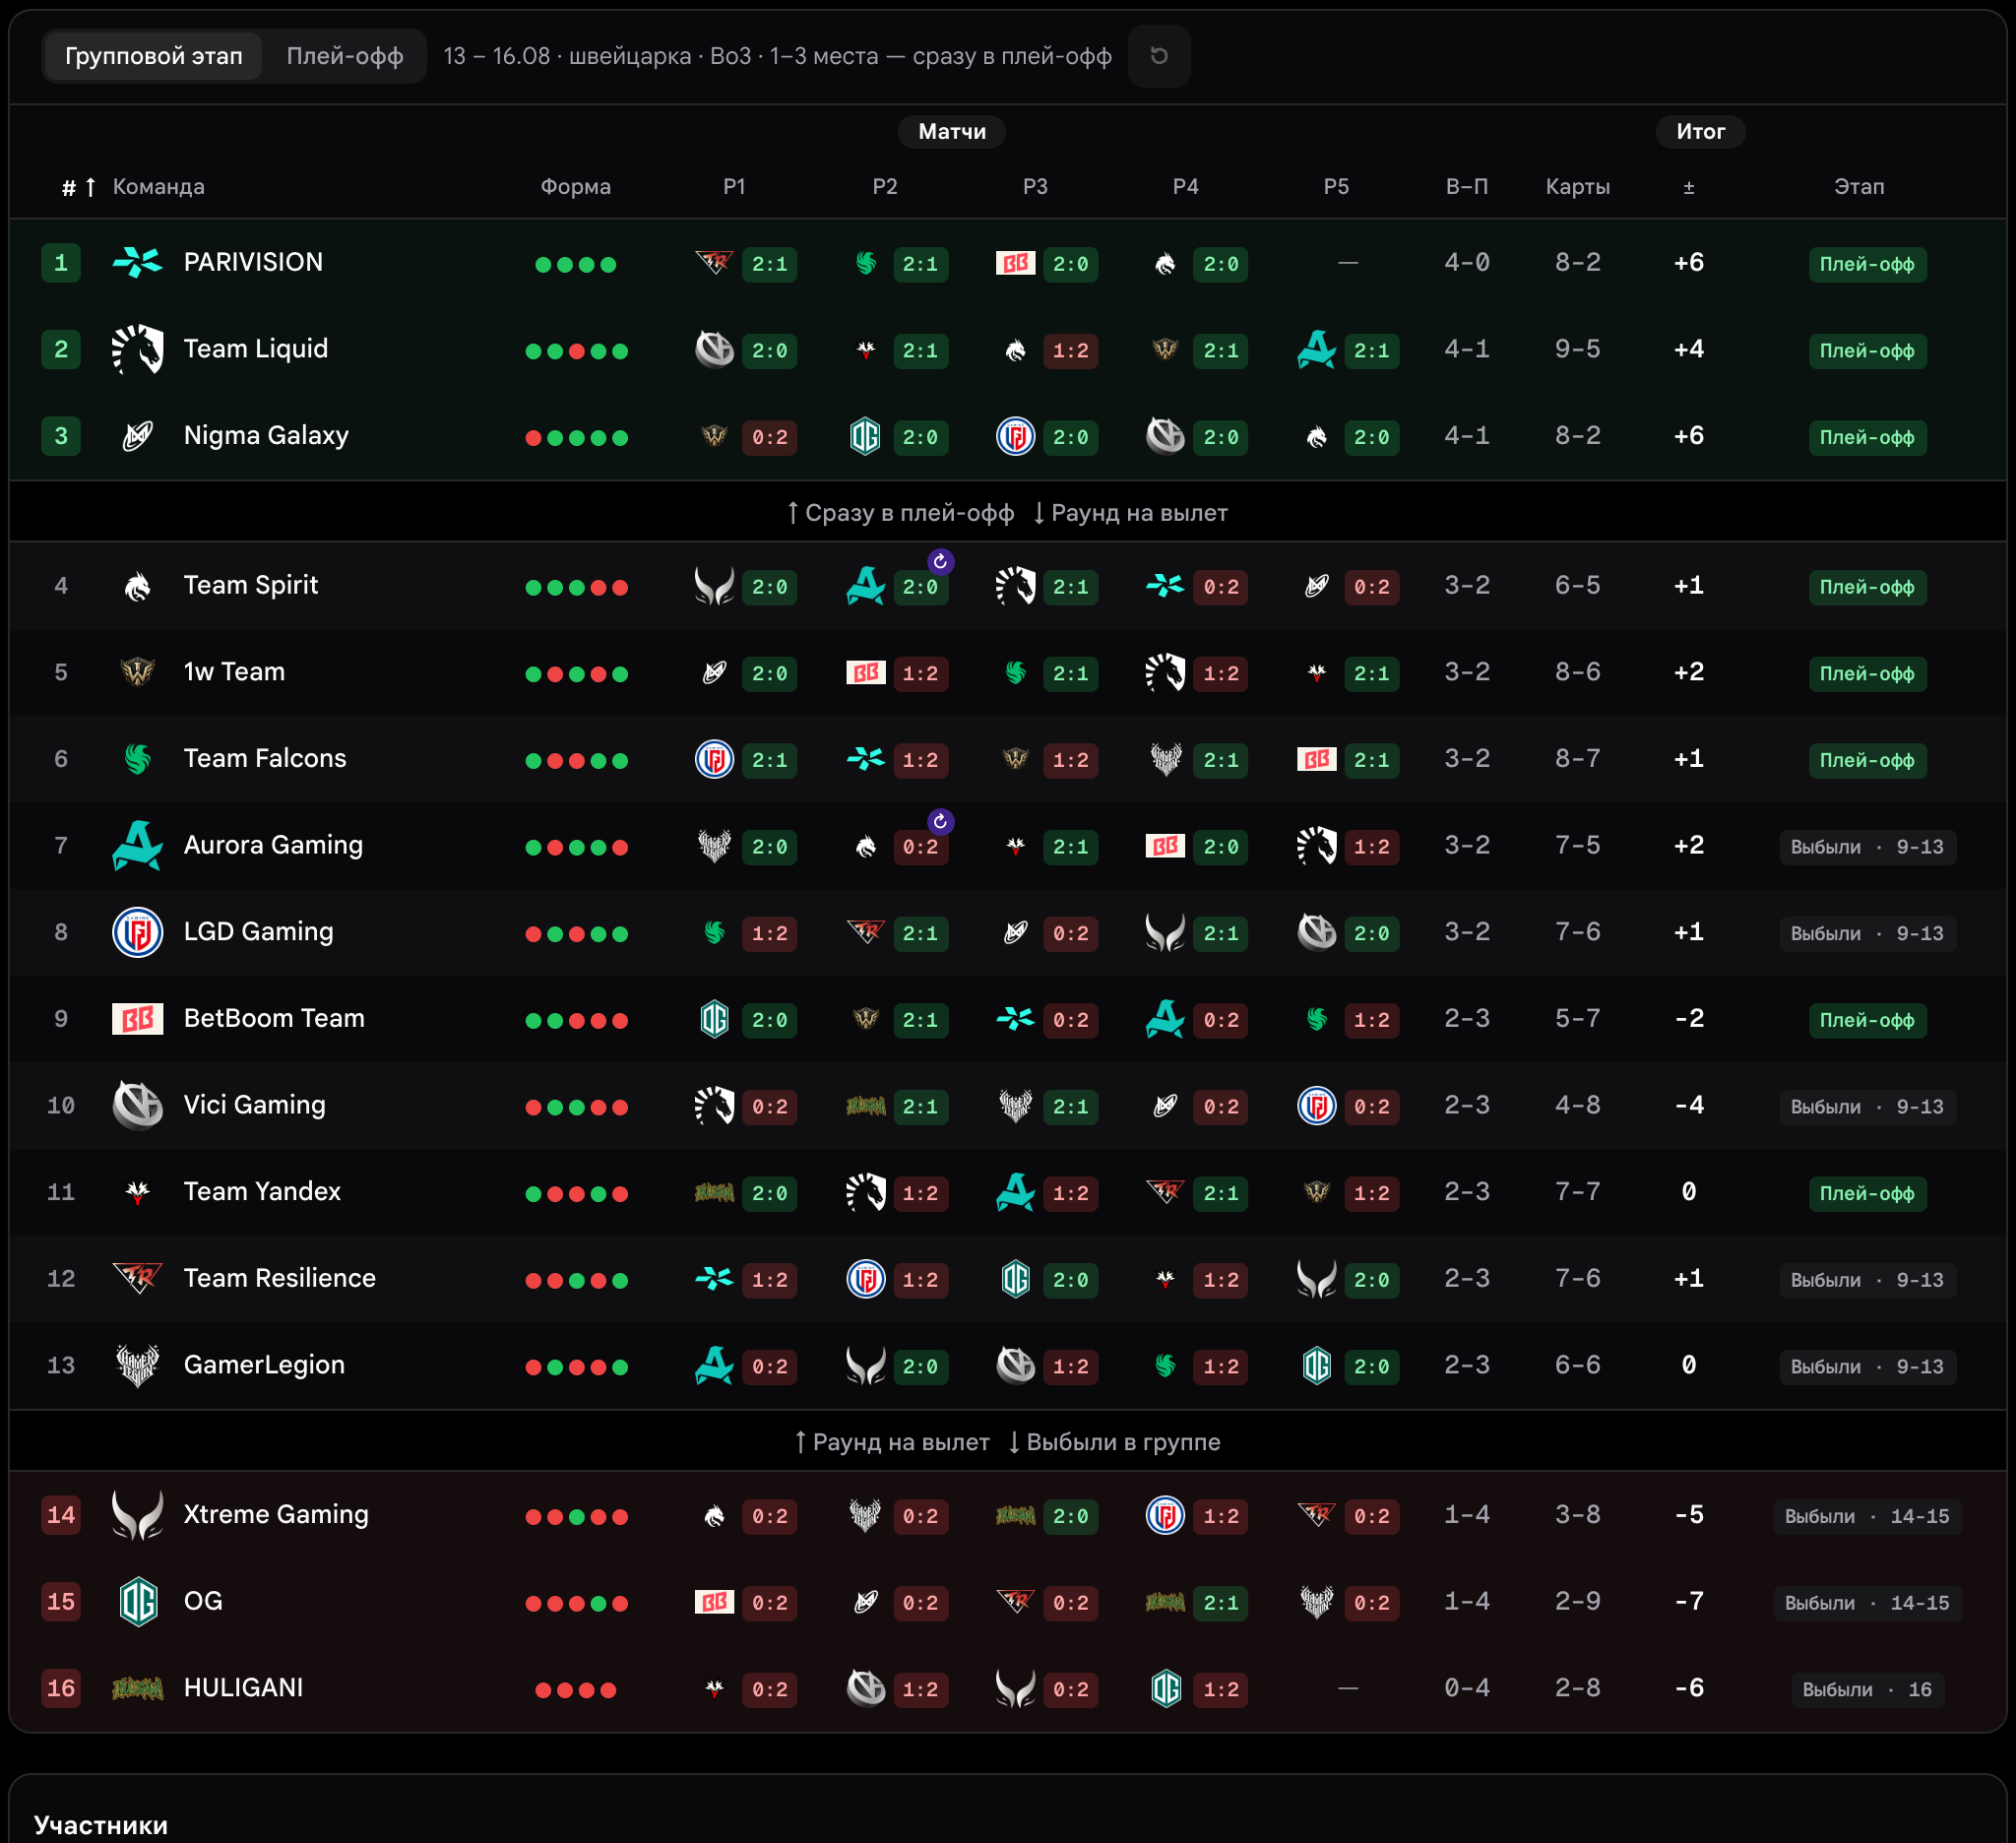 Групповой этап Плей-офф 13 – 16.08 · швейцарка · Bo3 · 1–3 места — сразу в плей-офф
Матчи Итог
# ↑ Команда Форма Р1 Р2 Р3 Р4 Р5 В–П Карты ± Этап
1 PARIVISION 2:1 2:1 2:0 2:0 — 4–0 8–2 +6 Плей-офф
2 Team Liquid 2:0 2:1 1:2 2:1 2:1 4–1 9–5 +4 Плей-офф
3 Nigma Galaxy 0:2 2:0 2:0 2:0 2:0 4–1 8–2 +6 Плей-офф
↑ Сразу в плей-офф ↓ Раунд на вылет
4 Team Spirit 2:0 2:0 2:1 0:2 0:2 3–2 6–5 +1 Плей-офф
5 1w Team 2:0 1:2 2:1 1:2 2:1 3–2 8–6 +2 Плей-офф
6 Team Falcons 2:1 1:2 1:2 2:1 2:1 3–2 8–7 +1 Плей-офф
7 Aurora Gaming 2:0 0:2 2:1 2:0 1:2 3–2 7–5 +2 Выбыли · 9–13
8 LGD Gaming 1:2 2:1 0:2 2:1 2:0 3–2 7–6 +1 Выбыли · 9–13
9 BetBoom Team 2:0 2:1 0:2 0:2 1:2 2–3 5–7 -2 Плей-офф
10 Vici Gaming 0:2 2:1 2:1 0:2 0:2 2–3 4–8 -4 Выбыли · 9–13
11 Team Yandex 2:0 1:2 1:2 2:1 1:2 2–3 7–7 0 Плей-офф
12 Team Resilience 1:2 1:2 2:0 1:2 2:0 2–3 7–6 +1 Выбыли · 9–13
13 GamerLegion 0:2 2:0 1:2 1:2 2:0 2–3 6–6 0 Выбыли · 9–13
↑ Раунд на вылет ↓ Выбыли в группе
14 Xtreme Gaming 0:2 0:2 2:0 1:2 0:2 1–4 3–8 -5 Выбыли · 14–15
15 OG 0:2 0:2 0:2 2:1 0:2 1–4 2–9 -7 Выбыли · 14–15
16 HULIGANI 0:2 1:2 0:2 1:2 — 0–4 2–8 -6 Выбыли · 16
Участники